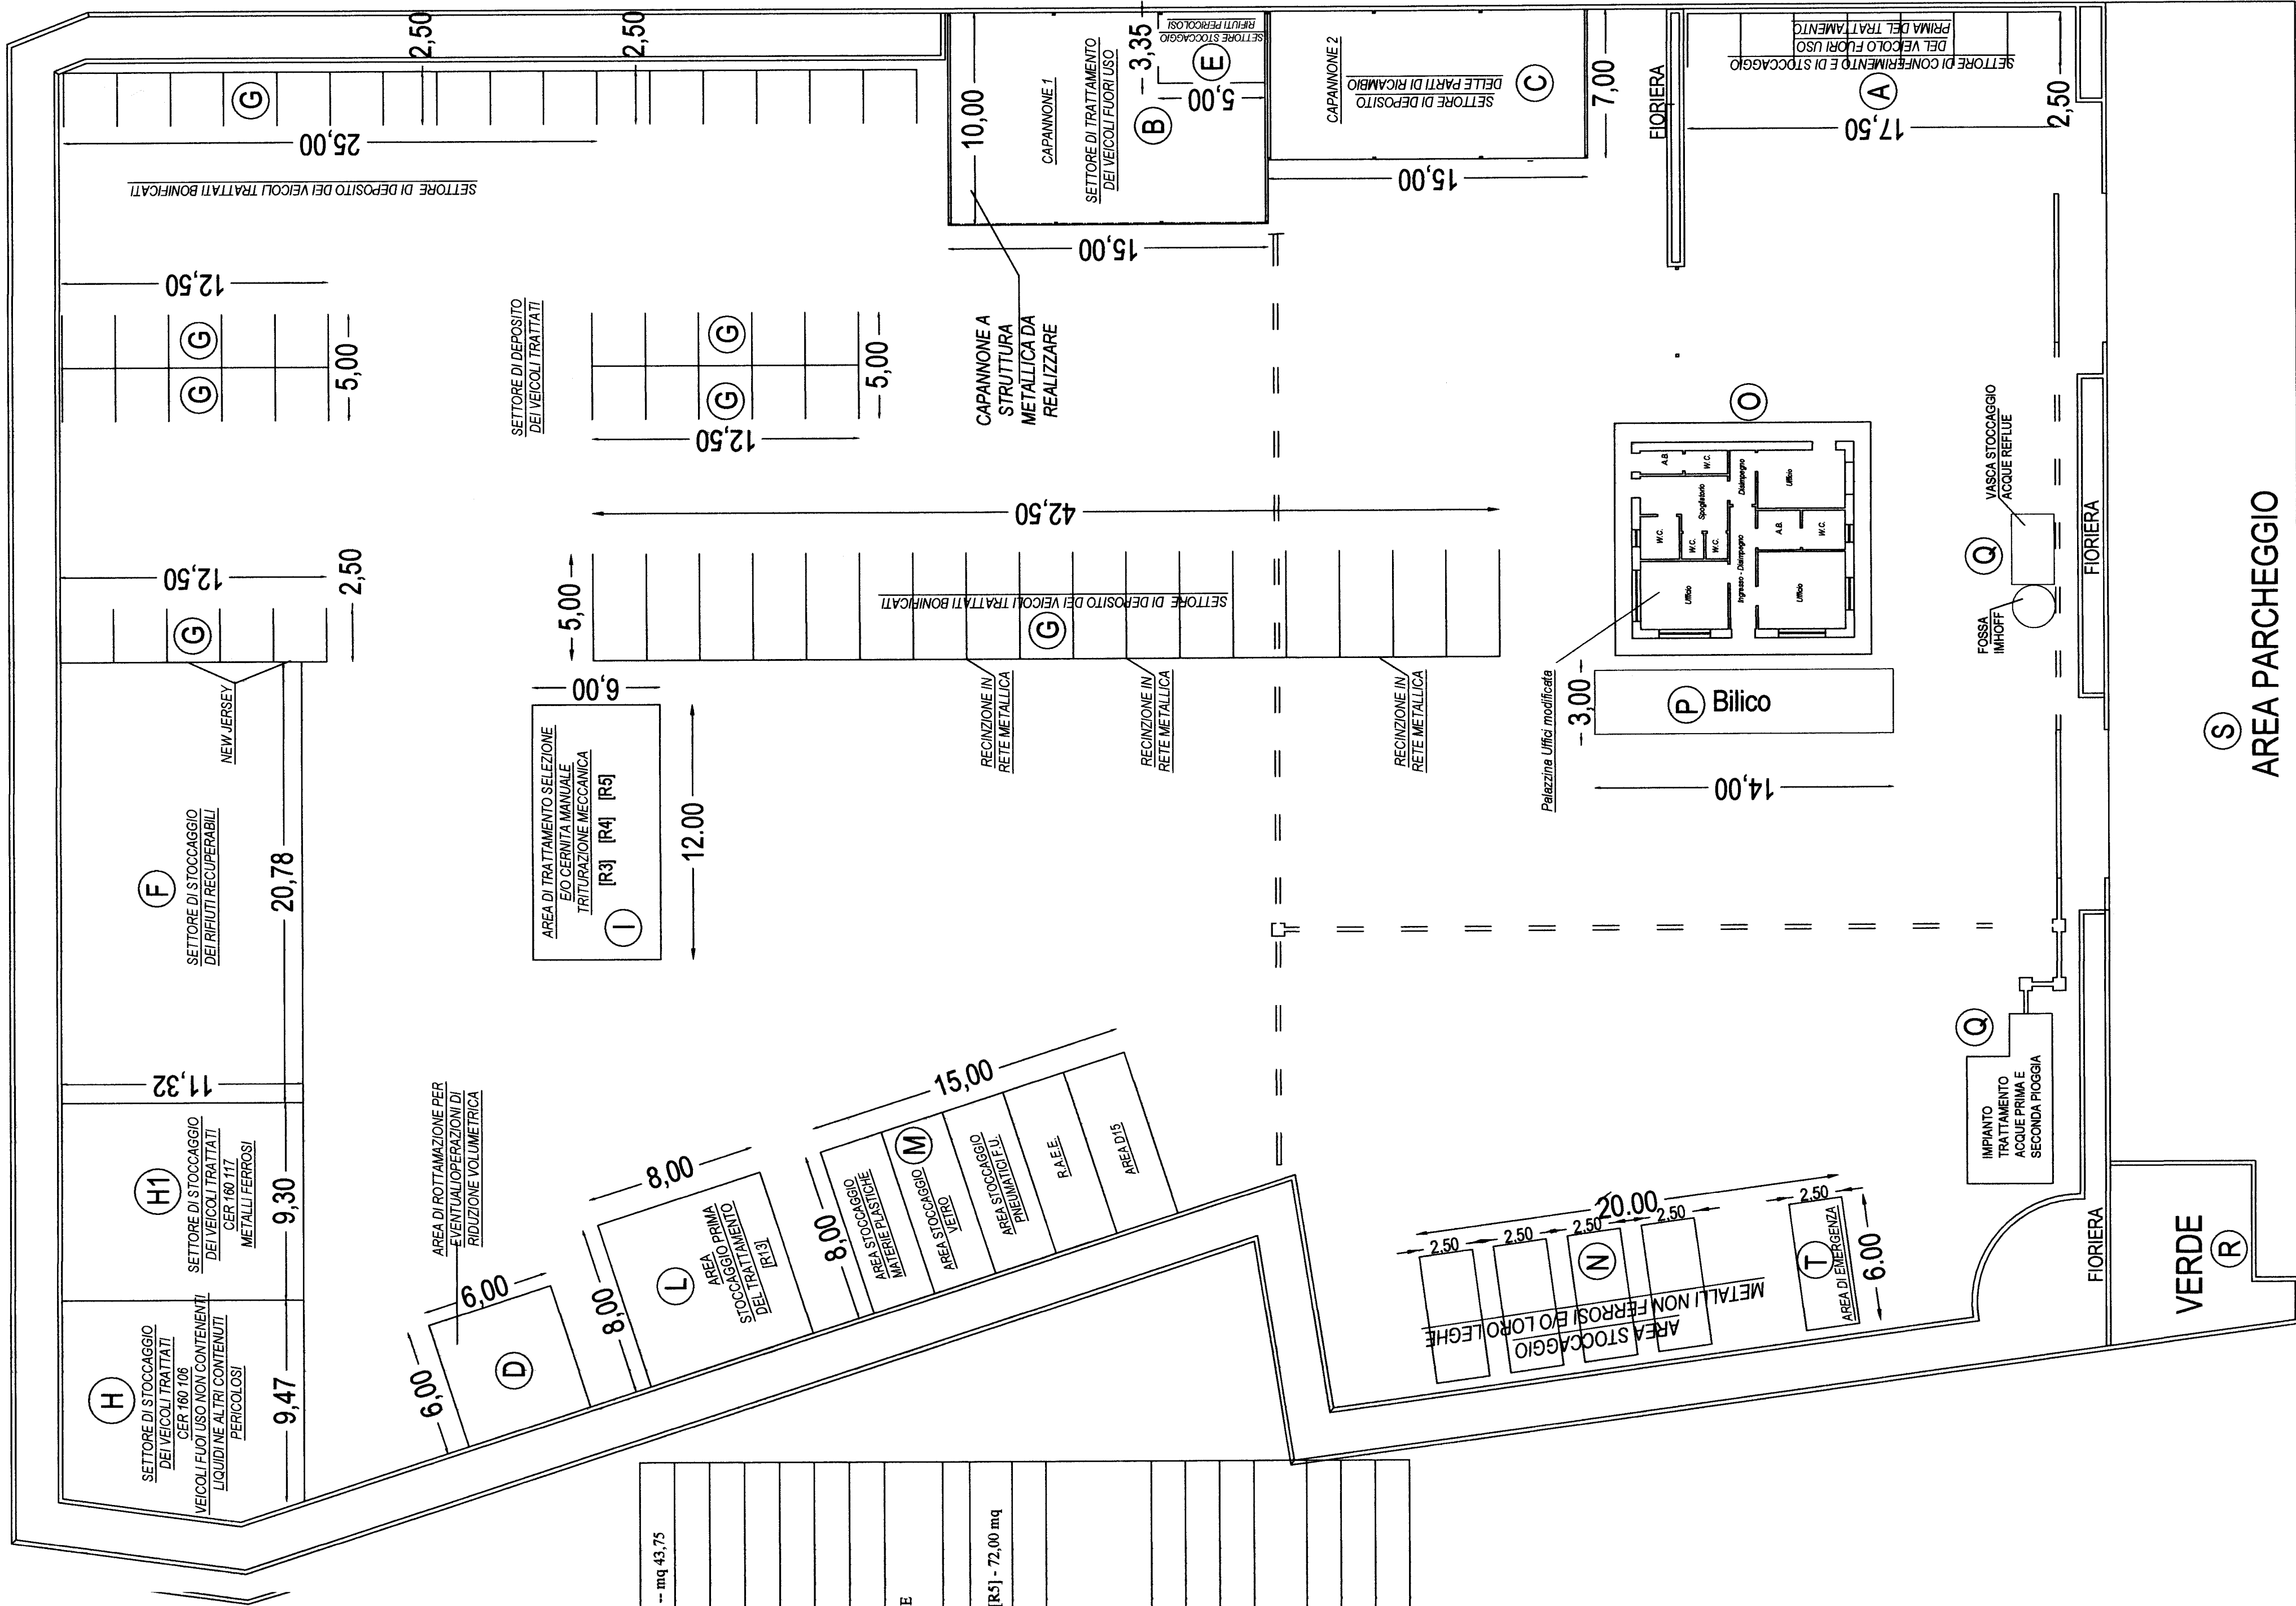 2,50
2,50
G
25,00
SETTORE DI DEPOSITO DEI VEICOLI TRATTATI BONIFICATI
10,00
CAPANNONE 1
SETTORE DI TRATTAMENTO
DEI VEICOLI FUORI USO
B
3,35
5,00
SETTORE STOCCAGGIO
RIFIUTI PERICOLOSI
E
15,00
CAPANNONE 2
SETTORE DI DEPOSITO
DELLE PARTI DI RICAMBIO
C
7,00
15,00
FIORIERA
SETTORE DI CONFERIMENTO E DI STOCCAGGIO
DEL VEICOLO FUORI USO
PRIMA DEL TRATTAMENTO
A
17,50
2,50
12,50
G
G
5,00
SETTORE DI DEPOSITO
DEI VEICOLI TRATTATI
G
G
5,00
12,50
CAPANNONE A
STRUTTURA
METALLICA DA
REALIZZARE
12,50
2,50
G
NEW JERSEY
5,00
42,50
SETTORE DI DEPOSITO DEI VEICOLI TRATTATI BONIFICATI
G
RECINZIONE IN
RETE METALLICA
RECINZIONE IN
RETE METALLICA
RECINZIONE IN
RETE METALLICA
O
A.B.
W.C.
Disimpegno
Ufficio
Spogliatoio
W.C.
W.C.
W.C.
A.B.
W.C.
Ufficio
Ingresso - Disimpegno
Ufficio
Palazzina Uffici modificata
3,00
P
Bilico
14,00
VASCA STOCCAGGIO
ACQUE REFLUE
Q
FOSSA
IMHOFF
FIORIERA
S
AREA PARCHEGGIO
F
SETTORE DI STOCCAGGIO
DEI RIFIUTI RECUPERABILI
20,78
11,32
6,00
AREA DI TRATTAMENTO SELEZIONE
E/O CERNITA MANUALE
TRITURAZIONE MECCANICA
[R3] [R4] [R5]
I
12.00
H1
SETTORE DI STOCCAGGIO
DEI VEICOLI TRATTATI
CER 160 117
METALLI FERROSI
9,30
H
SETTORE DI STOCCAGGIO
DEI VEICOLI TRATTATI
CER 160 106
VEICOLI FUOI USO NON CONTENENTI
LIQUIDI NE ALTRI CONTENUTI
PERICOLOSI
9,47
AREA DI ROTTAMAZIONE PER
EVENTUALIOPERAZIONI DI
RIDUZIONE VOLUMETRICA
6,00
6,00
D
8,00
8,00
L
AREA
STOCCAGGIO PRIMA
DEL TRATTAMENTO
[R13]
15,00
8,00
AREA STOCCAGGIO
MATERIE PLASTICHE
M
AREA STOCCAGGIO
VETRO
AREA STOCCAGGIO
PNEUMATICI F.U.
R.A.E.E.
AREA D15
20.00
2.50
2.50
2.50
2.50
N
AREA STOCCAGGIO
METALLI NON FERROSI E/O LORO LEGHE
2.50
T
AREA DI EMERGENZA
6.00
Q
IMPIANTO
TRATTAMENTO
ACQUE PRIMA E
SECONDA PIOGGIA
FIORIERA
VERDE
R
-- mq 43,75
E
[R5] - 72,00 mq